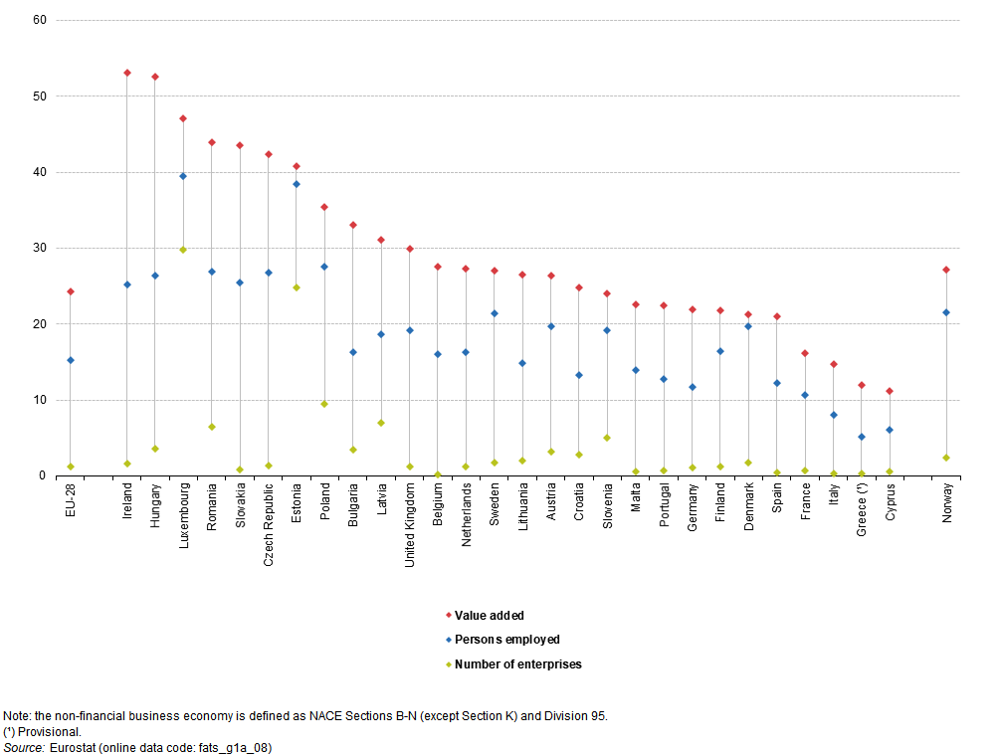 60
50
40
30
20
10
0
EU-28
Ireland
Hungary
Luxembourg
Romania
Slovakia
Czech Republic
Estonia
Poland
Bulgaria
Latvia
United Kingdom
Belgium
Netherlands
Sweden
Lithuania
Austria
Croatia
Slovenia
Malta
Portugal
Germany
Finland
Denmark
Spain
France
Italy
Greece (¹)
Cyprus
Norway
Value added
Persons employed
Number of enterprises
Note: the non-financial business economy is defined as NACE Sections B-N (except Section K) and Division 95.
(¹) Provisional.
Source: Eurostat (online data code: fats_g1a_08)